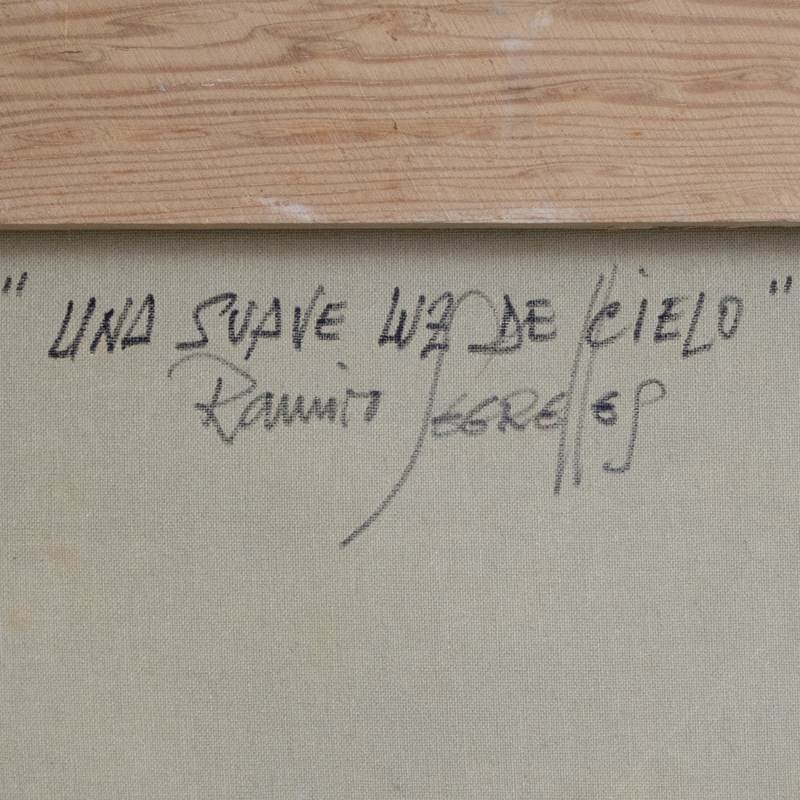 "UNA SUAVE LUZ DE CIELO"
Ramiro SEGRElleS